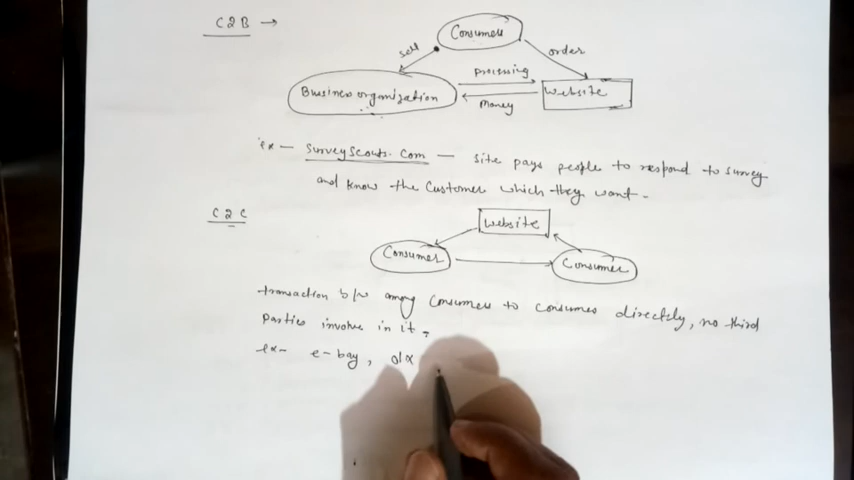 C2B →
Consumer
sell
order
processing
Business organization
website
Money
ex - SurveyScouts.com - site pays people to respond to survey
and know the customer which they want.
C2C
website
Consumer
Consumer
transaction b/w among consumer to consumer directly, no third
parties involve in it.
ex- e-bay, olx